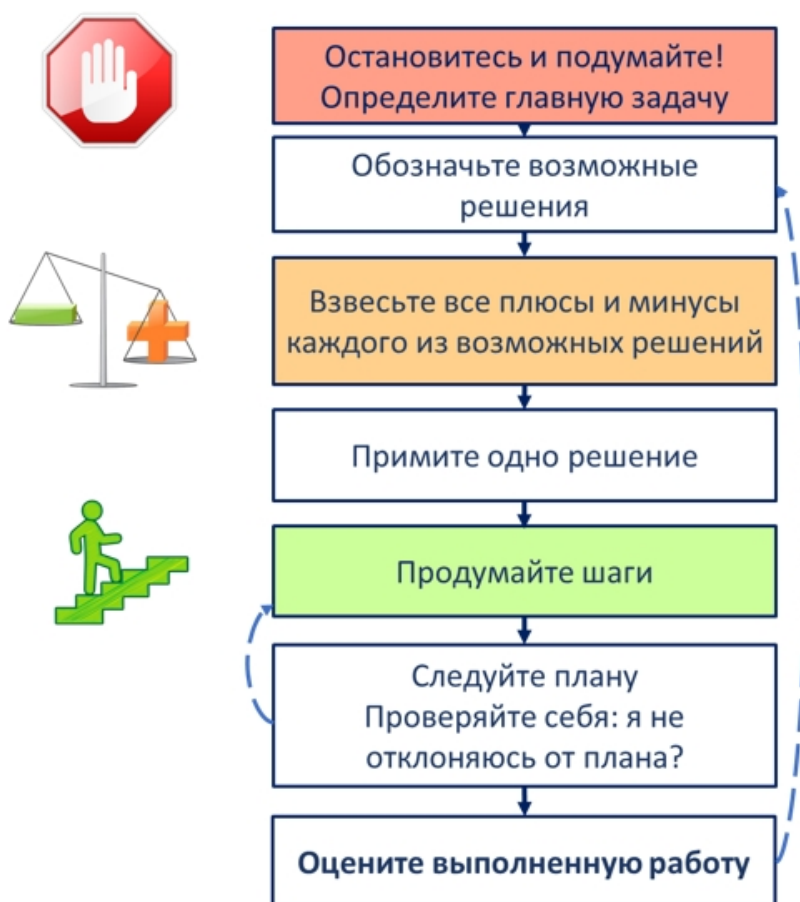 Остановитесь и подумайте!
Определите главную задачу
Обозначьте возможные
решения
Взвесьте все плюсы и минусы
каждого из возможных решений
Примите одно решение
Продумайте шаги
Следуйте плану
Проверяйте себя: я не
отклоняюсь от плана?
Оцените выполненную работу